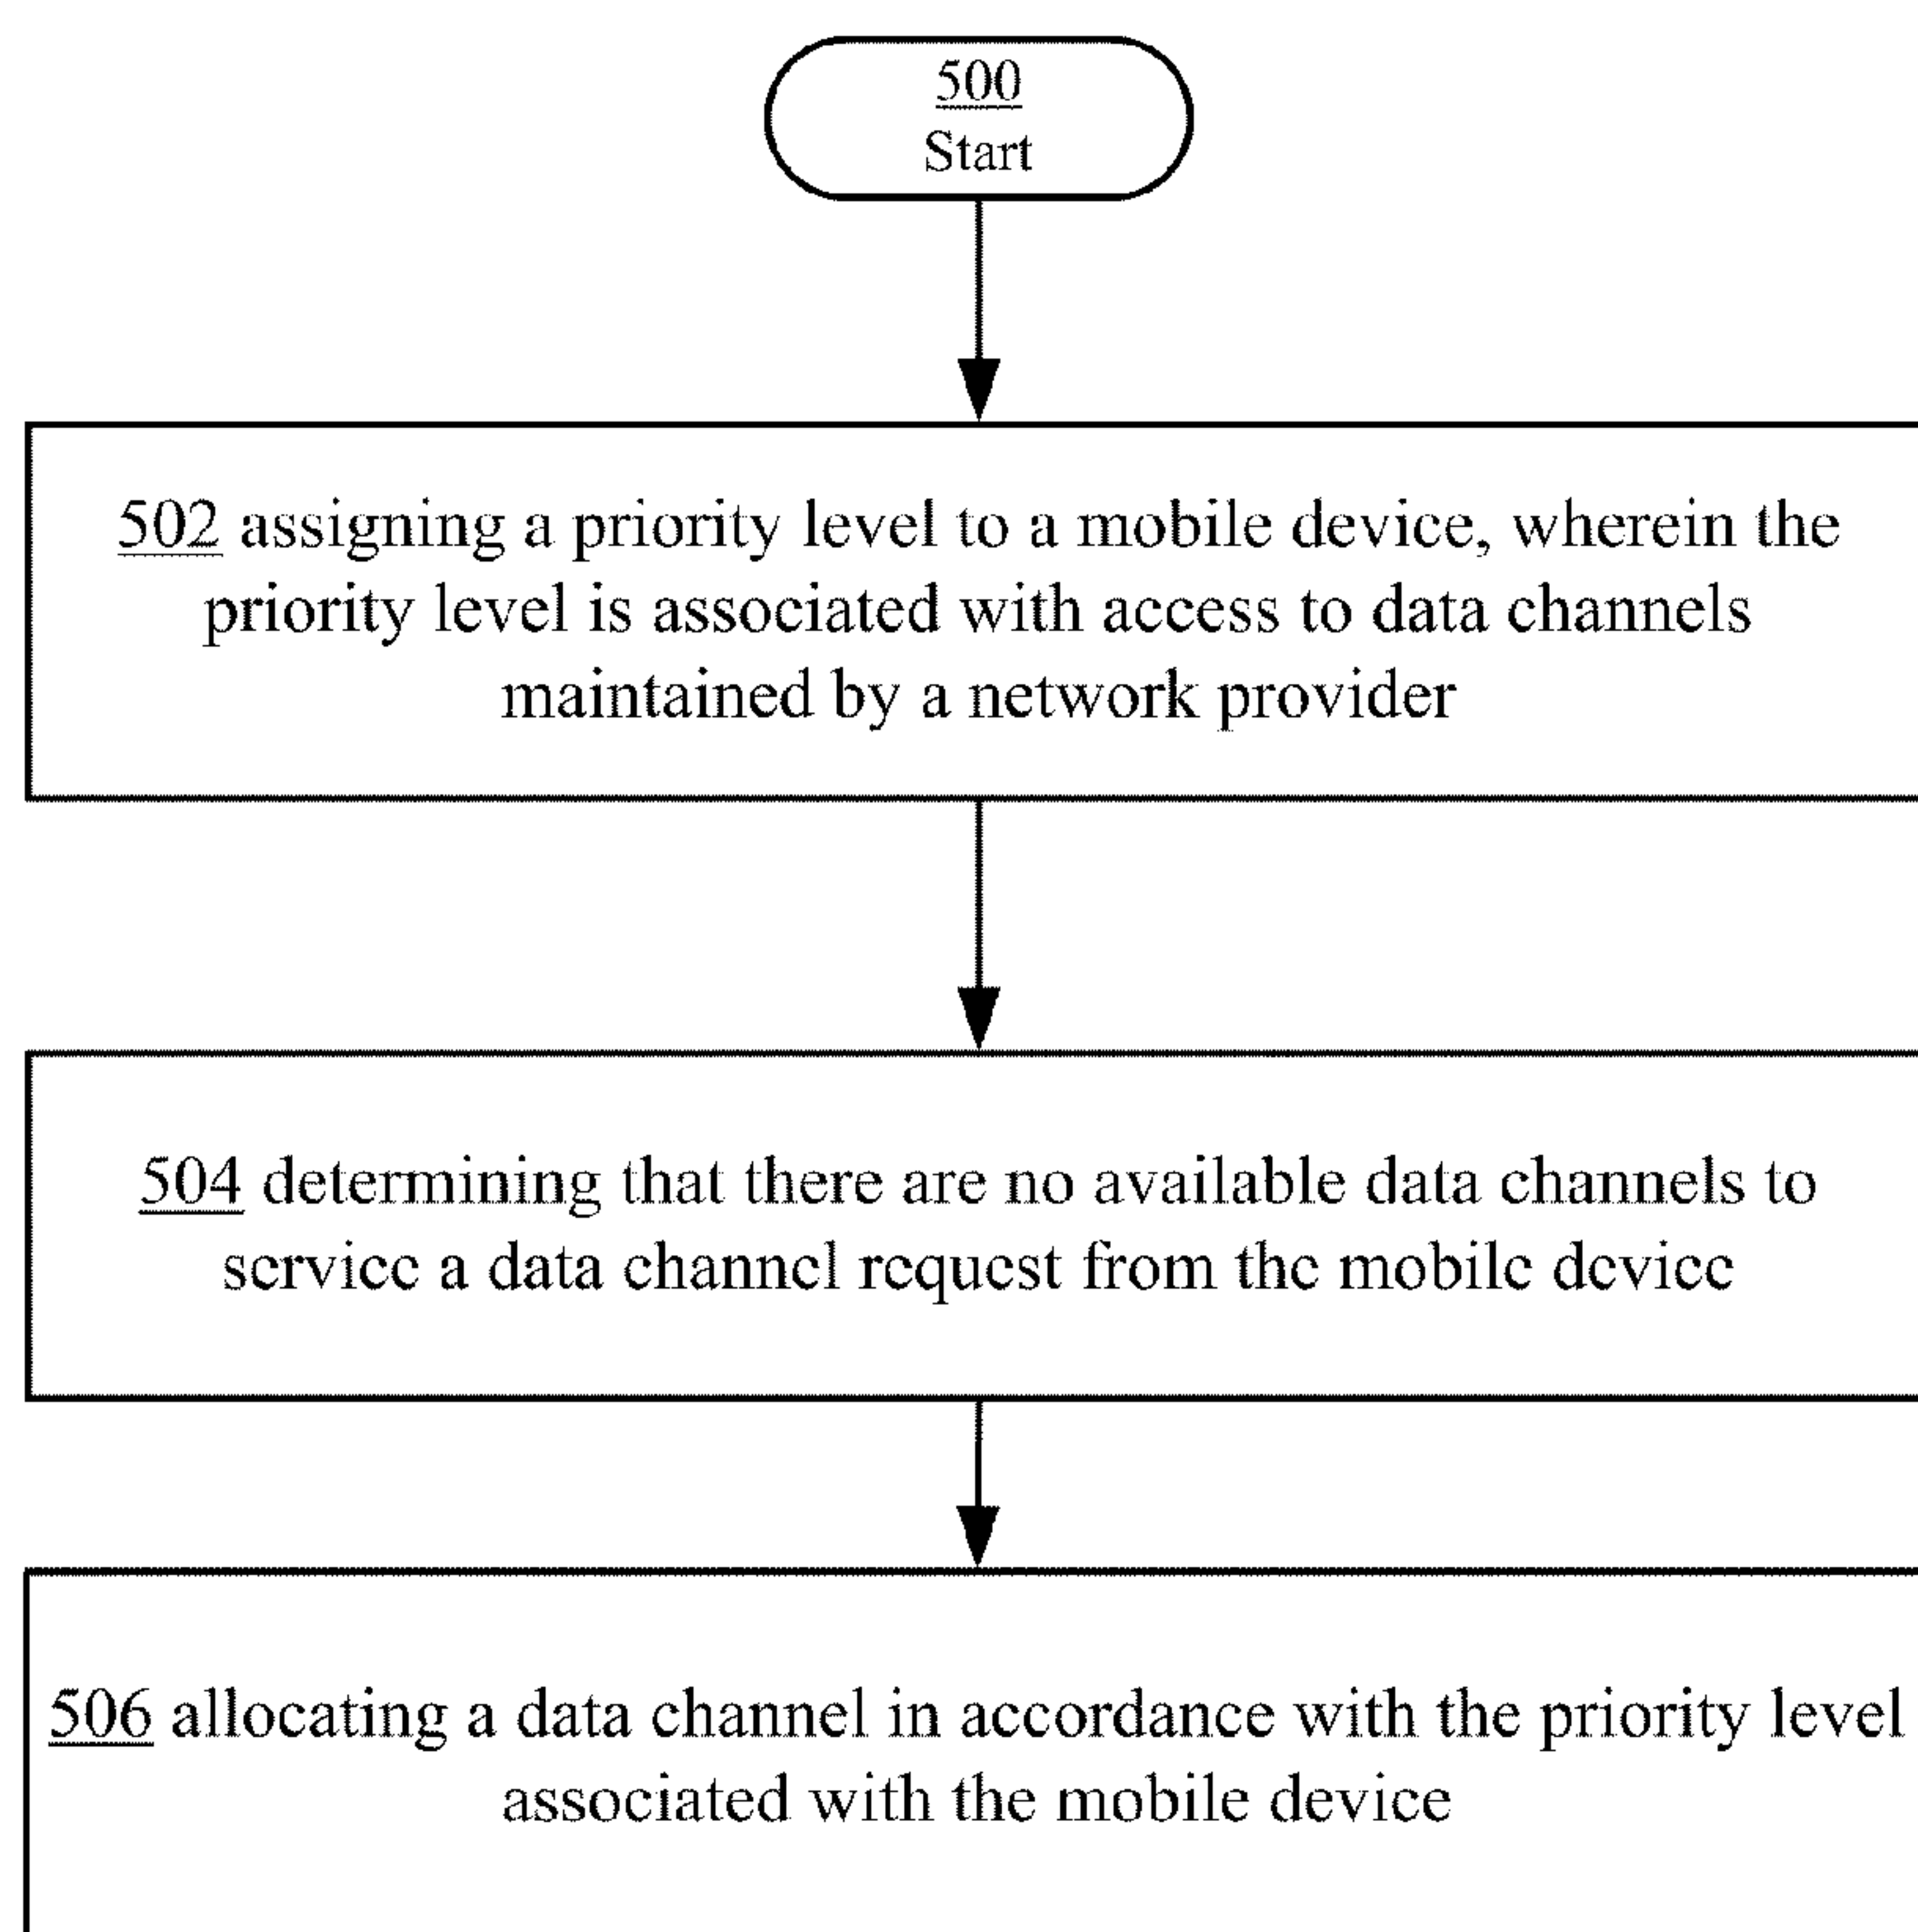 500
Start
502 assigning a priority level to a mobile device, wherein the
priority level is associated with access to data channels
maintained by a network provider
504 determining that there are no available data channels to
service a data channel request from the mobile device
506 allocating a data channel in accordance with the priority level
associated with the mobile device